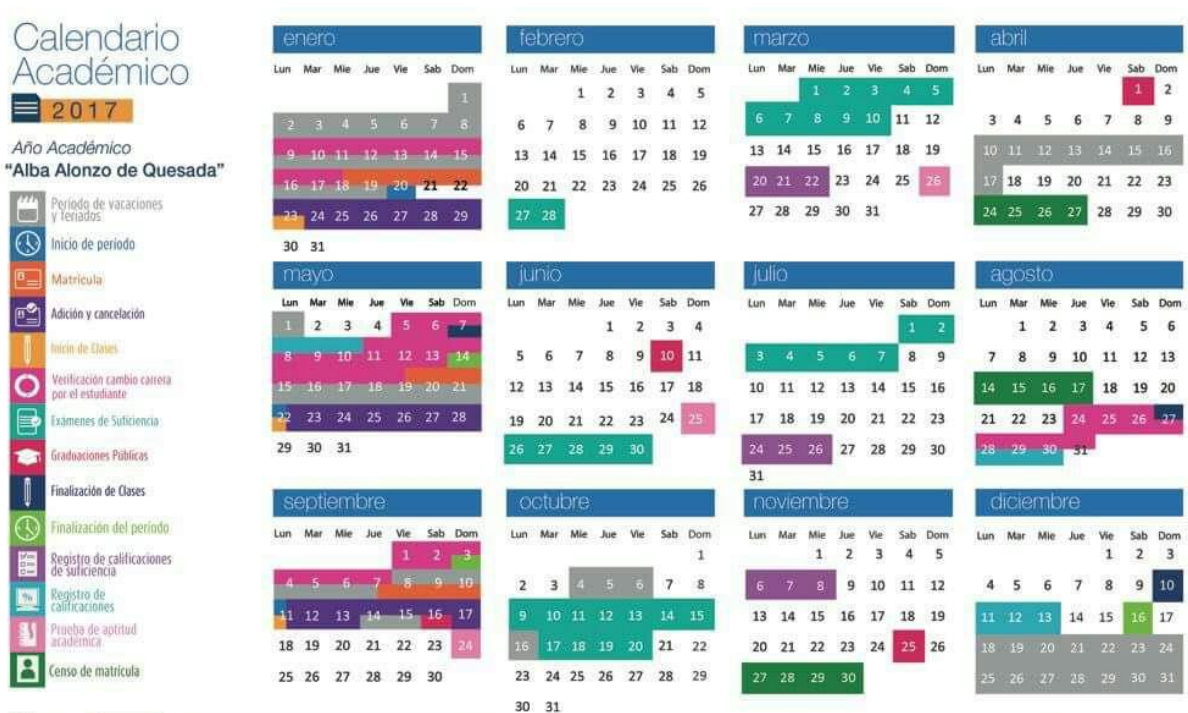 Calendario
Académico
2017
Año Académico
“Alba Alonzo de Quesada”
Período de vacaciones
y feriados
Inicio de período
Matrícula
Adición y cancelación
Inicio de Clases
Verificación cambio carrera
por el estudiante
Exámenes de Suficiencia
Graduaciones Públicas
Finalización de Clases
Finalización del período
Registro de calificaciones
de suficiencia
Registro de
calificaciones
Prueba de aptitud
académica
Censo de matrícula
enero
Lun Mar Mie Jue Vie Sab Dom
1
2 3 4 5 6 7 8
9 10 11 12 13 14 15
16 17 18 19 20 21 22
23 24 25 26 27 28 29
30 31
febrero
Lun Mar Mie Jue Vie Sab Dom
1 2 3 4 5
6 7 8 9 10 11 12
13 14 15 16 17 18 19
20 21 22 23 24 25 26
27 28
marzo
Lun Mar Mie Jue Vie Sab Dom
1 2 3 4 5
6 7 8 9 10 11 12
13 14 15 16 17 18 19
20 21 22 23 24 25 26
27 28 29 30 31
abril
Lun Mar Mie Jue Vie Sab Dom
1 2
3 4 5 6 7 8 9
10 11 12 13 14 15 16
17 18 19 20 21 22 23
24 25 26 27 28 29 30
mayo
Lun Mar Mie Jue Vie Sab Dom
1 2 3 4 5 6 7
8 9 10 11 12 13 14
15 16 17 18 19 20 21
22 23 24 25 26 27 28
29 30 31
junio
Lun Mar Mie Jue Vie Sab Dom
1 2 3 4
5 6 7 8 9 10 11
12 13 14 15 16 17 18
19 20 21 22 23 24 25
26 27 28 29 30
julio
Lun Mar Mie Jue Vie Sab Dom
1 2
3 4 5 6 7 8 9
10 11 12 13 14 15 16
17 18 19 20 21 22 23
24 25 26 27 28 29 30
31
agosto
Lun Mar Mie Jue Vie Sab Dom
1 2 3 4 5 6
7 8 9 10 11 12 13
14 15 16 17 18 19 20
21 22 23 24 25 26 27
28 29 30 31
septiembre
Lun Mar Mie Jue Vie Sab Dom
1 2 3
4 5 6 7 8 9 10
11 12 13 14 15 16 17
18 19 20 21 22 23 24
25 26 27 28 29 30
octubre
Lun Mar Mie Jue Vie Sab Dom
1
2 3 4 5 6 7 8
9 10 11 12 13 14 15
16 17 18 19 20 21 22
23 24 25 26 27 28 29
30 31
noviembre
Lun Mar Mie Jue Vie Sab Dom
1 2 3 4 5
6 7 8 9 10 11 12
13 14 15 16 17 18 19
20 21 22 23 24 25 26
27 28 29 30
diciembre
Lun Mar Mie Jue Vie Sab Dom
1 2 3
4 5 6 7 8 9 10
11 12 13 14 15 16 17
18 19 20 21 22 23 24
25 26 27 28 29 30 31